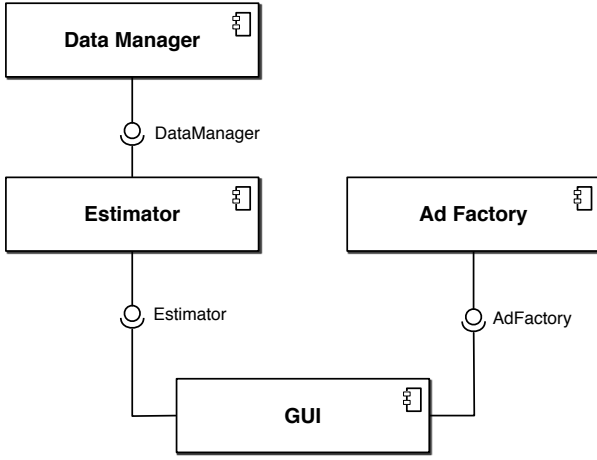 Data Manager
DataManager
Estimator
Ad Factory
Estimator
AdFactory
GUI